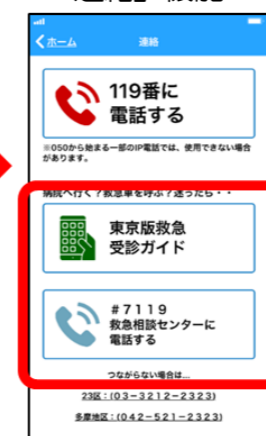 ホーム
連絡
119番に
電話する
※050から始まる一部のIP電話では、使用できない場合
があります。
病院へ行く？救急車を呼ぶ？迷ったら・・
東京版救急
受診ガイド
#7119
救急相談センターに
電話する
つながらない場合は…
23区：(03-3212-2323)
多摩地区：(042-521-2323)